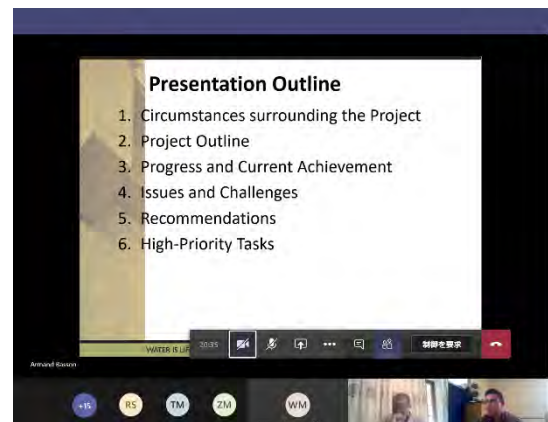 Presentation Outline
1. Circumstances surrounding the Project
2. Project Outline
3. Progress and Current Achievement
4. Issues and Challenges
5. Recommendations
6. High-Priority Tasks
WATER IS
20:35
制御を要求
Armand Basson
+15
RS
TM
ZM
WM